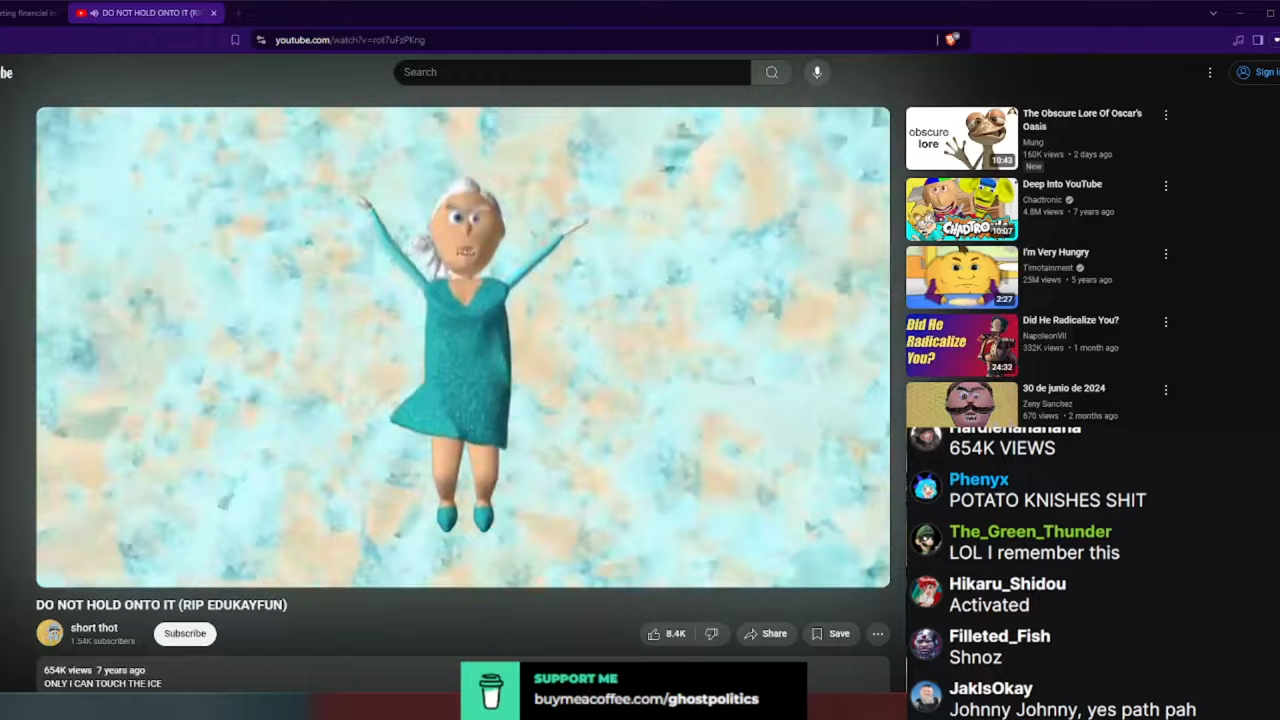 ting financial in
DO NOT HOLD ONTO IT (RI
youtube.com/watch?v=rot7uFzPKng
be
Search
Sign i
obscure
lore
10:43
The Obscure Lore Of Oscar's
Oasis
Mung
160K views • 2 days ago
New
CHADTRO
10:07
Deep Into YouTube
Chadtronic
4.8M views • 7 years ago
2:27
I'm Very Hungry
Timotainment
25M views • 5 years ago
Did He
Radicalize
You?
24:32
Did He Radicalize You?
NapoleonVII
332K views • 1 month ago
30 de junio de 2024
Zeny Sanchez
670 views • 2 months ago
654K VIEWS
Phenyx
POTATO KNISHES SHIT
The_Green_Thunder
LOL I remember this
Hikaru_Shidou
Activated
Filleted_Fish
Shnoz
JakIsOkay
Johnny Johnny, yes path pah
DO NOT HOLD ONTO IT (RIP EDUKAYFUN)
short thot
1.54K subscribers
Subscribe
8.4K
Share
Save
654K views 7 years ago
ONLY I CAN TOUCH THE ICE
SUPPORT ME
buymeacoffee.com/ghostpolitics